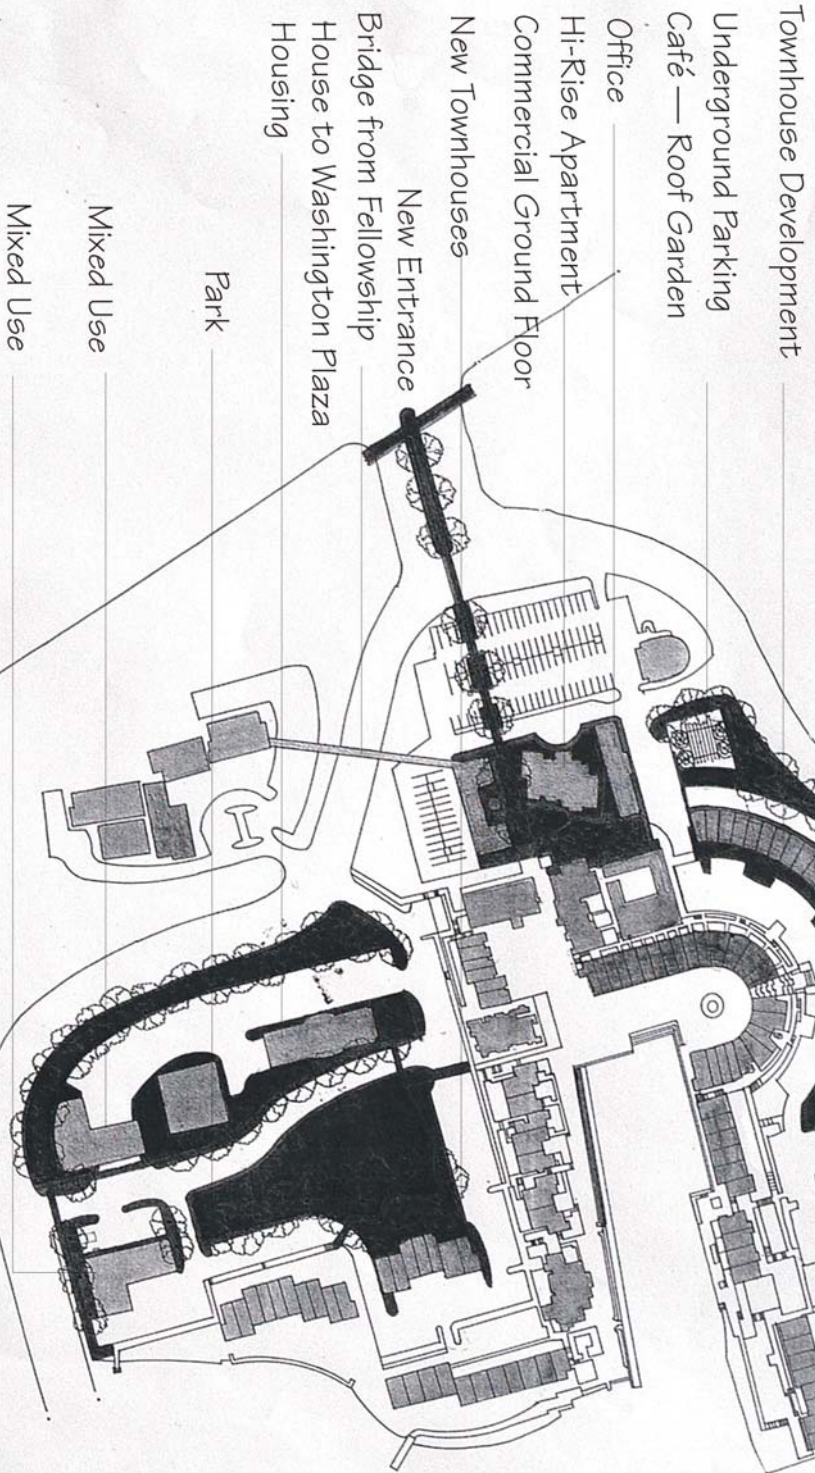 Townhouse Development
Underground Parking
Café — Roof Garden
Office
Hi-Rise Apartment
Commercial Ground Floor
New Townhouses
New Entrance
Bridge from Fellowship
House to Washington Plaza
Housing
Park
Mixed Use
Mixed Use